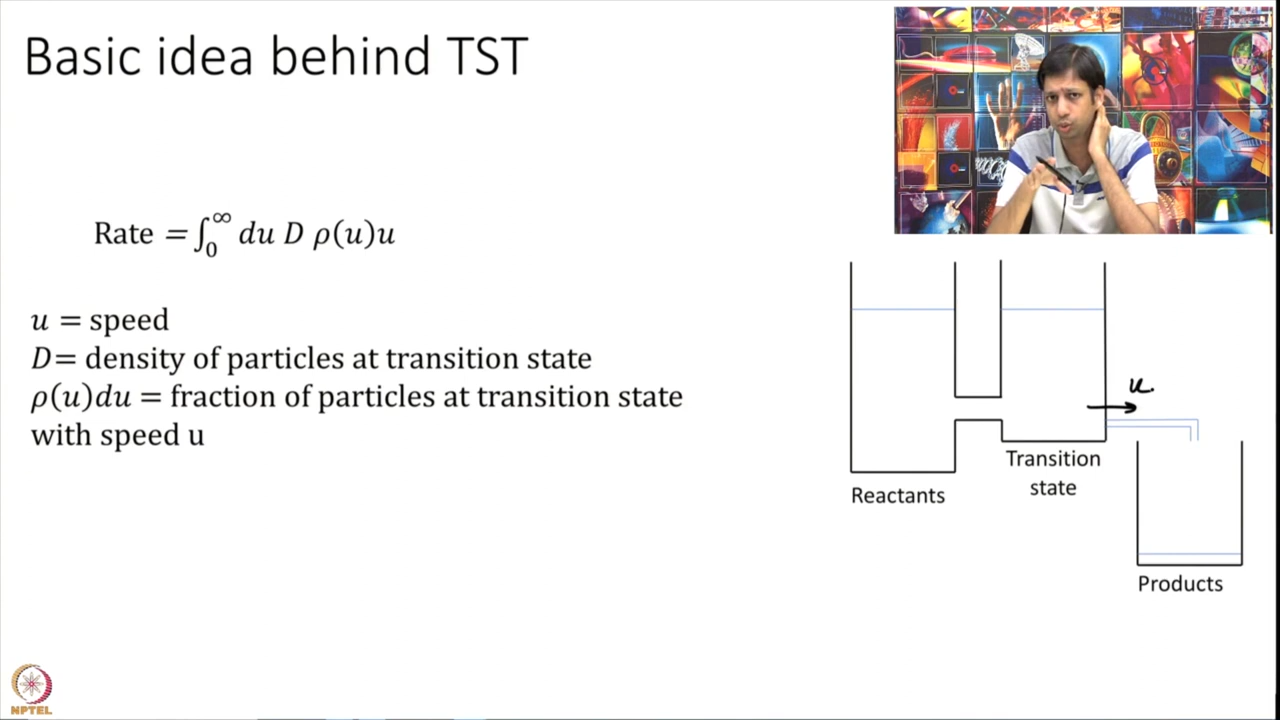 Basic idea behind TST
Rate = ∫₀^∞ du D ρ(u)u
u = speed
D= density of particles at transition state
ρ(u)du = fraction of particles at transition state
with speed u
u
Transition
state
Reactants
Products
NPTEL